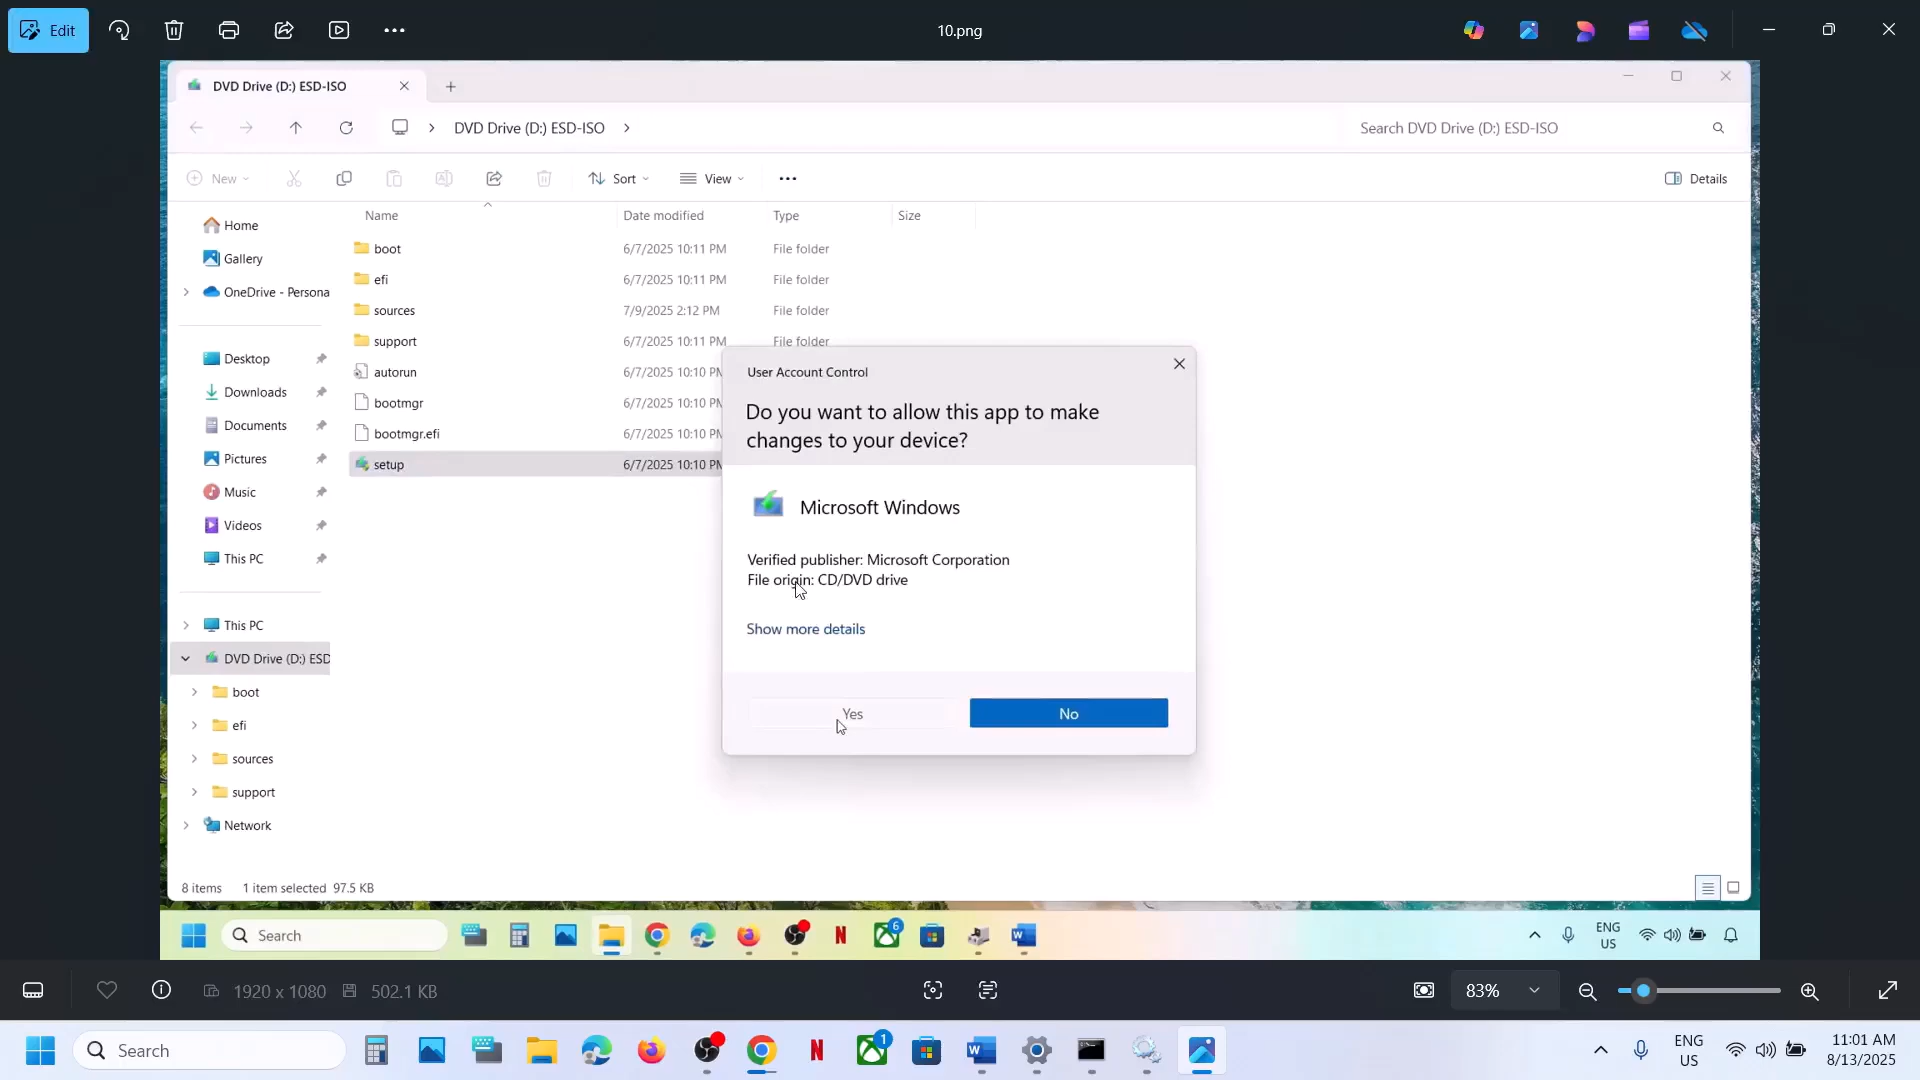 Edit
10.png
DVD Drive (D:) ESD-ISO
DVD Drive (D:) ESD-ISO
Search DVD Drive (D:) ESD-ISO
New
Sort
View
Details
Name
Date modified
Type
Size
Home
Gallery
OneDrive - Persona
Desktop
Downloads
Documents
Pictures
Music
Videos
This PC
This PC
DVD Drive (D:) ESD
boot
efi
sources
support
Network
boot 6/7/2025 10:11 PM File folder
efi 6/7/2025 10:11 PM File folder
sources 7/9/2025 2:12 PM File folder
support 6/7/2025 10:11 PM File folder
autorun 6/7/2025 10:10 PM
bootmgr 6/7/2025 10:10 PM
bootmgr.efi 6/7/2025 10:10 PM
setup 6/7/2025 10:10 PM
User Account Control
Do you want to allow this app to make
changes to your device?
Microsoft Windows
Verified publisher: Microsoft Corporation
File origin: CD/DVD drive
Show more details
Yes
No
8 items 1 item selected 97.5 KB
Search
6
ENG
US
1920 x 1080
502.1 KB
83%
Search
1
ENG
US
11:01 AM
8/13/2025